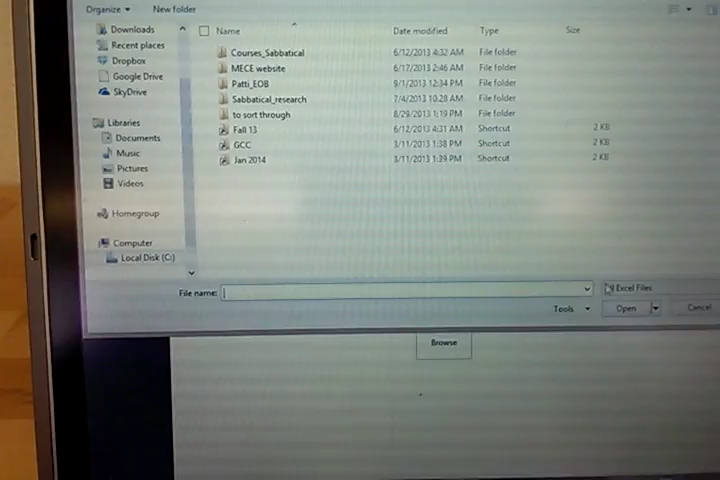 Organize New folder
Downloads
Recent places
Dropbox
Google Drive
SkyDrive
Libraries
Documents
Music
Pictures
Videos
Homegroup
Computer
Local Disk (C:)
Name Date modified Type Size
Courses_Sabbatical 6/12/2013 4:32 AM File folder
MECE website 6/17/2013 2:46 AM File folder
Patti_EOB 9/1/2013 12:34 PM File folder
Sabbatical_research 7/4/2013 10:28 AM File folder
to sort through 8/29/2013 1:19 PM File folder
Fall 13 6/12/2013 4:31 AM Shortcut 2 KB
GCC 3/11/2013 1:38 PM Shortcut 2 KB
Jan 2014 3/11/2013 1:39 PM Shortcut 2 KB
File name: Excel Files
Tools Open Cancel
Browse